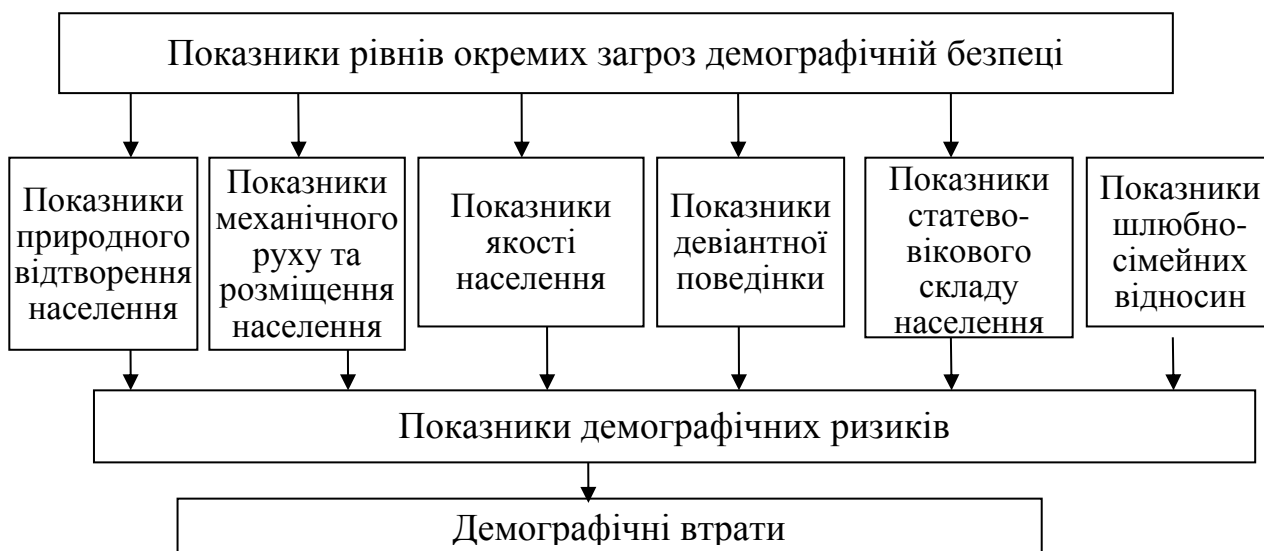 Показники рівнів окремих загроз демографічній безпеці
Показники
природного
відтворення
населення
Показники
механічного
руху та
розміщення
населення
Показники
якості
населення
Показники
девіантної
поведінки
Показники
статево-
вікового
складу
населення
Показники
шлюбно-
сімейних
відносин
Показники демографічних ризиків
Демографічні втрати